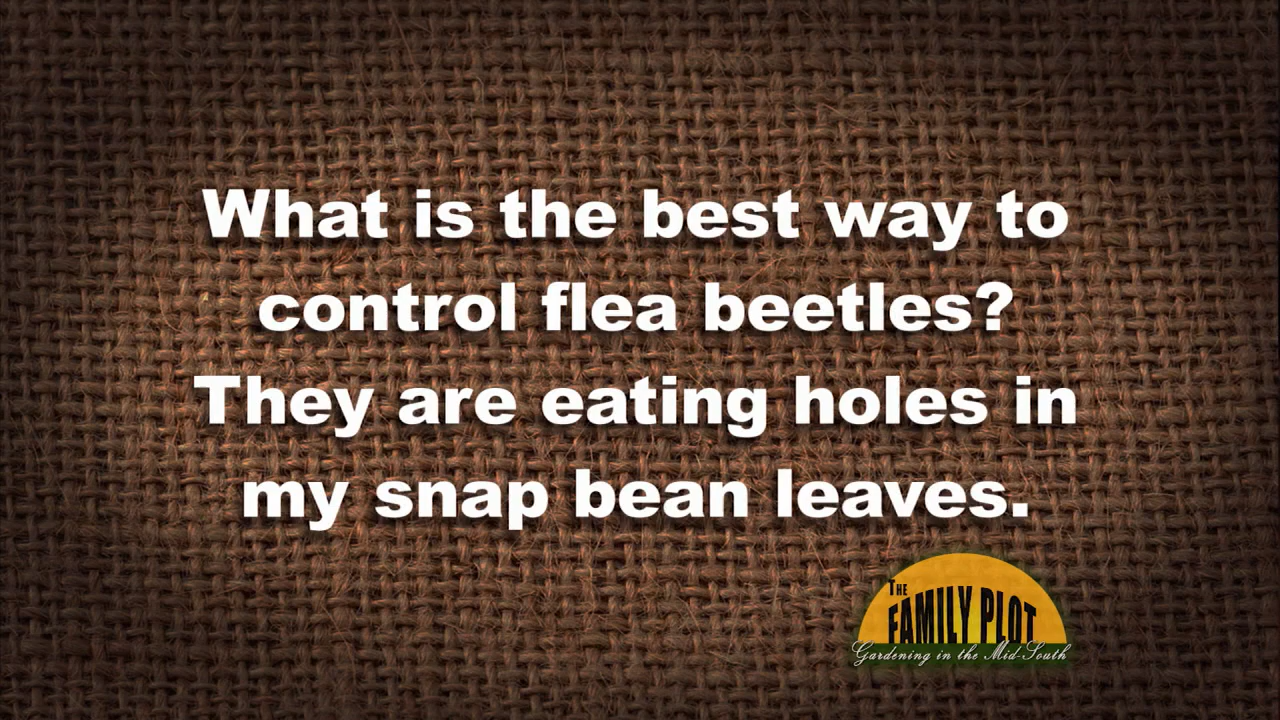 What is the best way to
control flea beetles?
They are eating holes in
my snap bean leaves.
THE
FAMILY PLOT
Gardening in the Mid-South